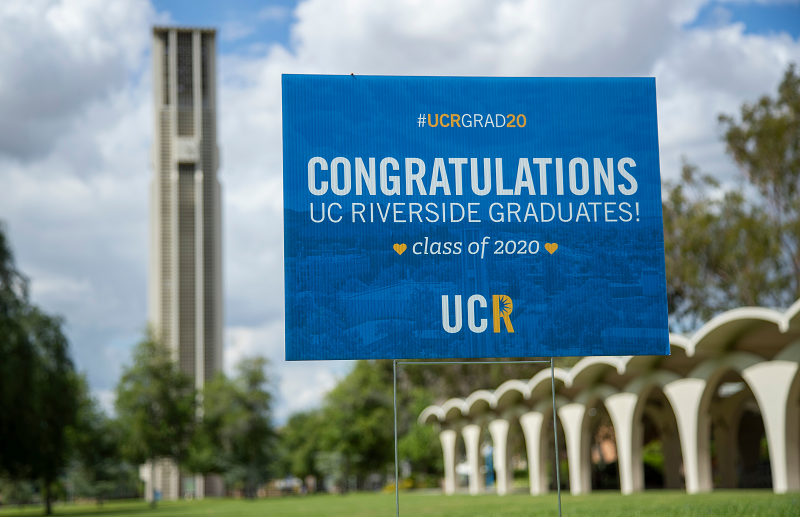 #UCRGRAD20
CONGRATULATIONS
UC RIVERSIDE GRADUATES!
class of 2020
UCR